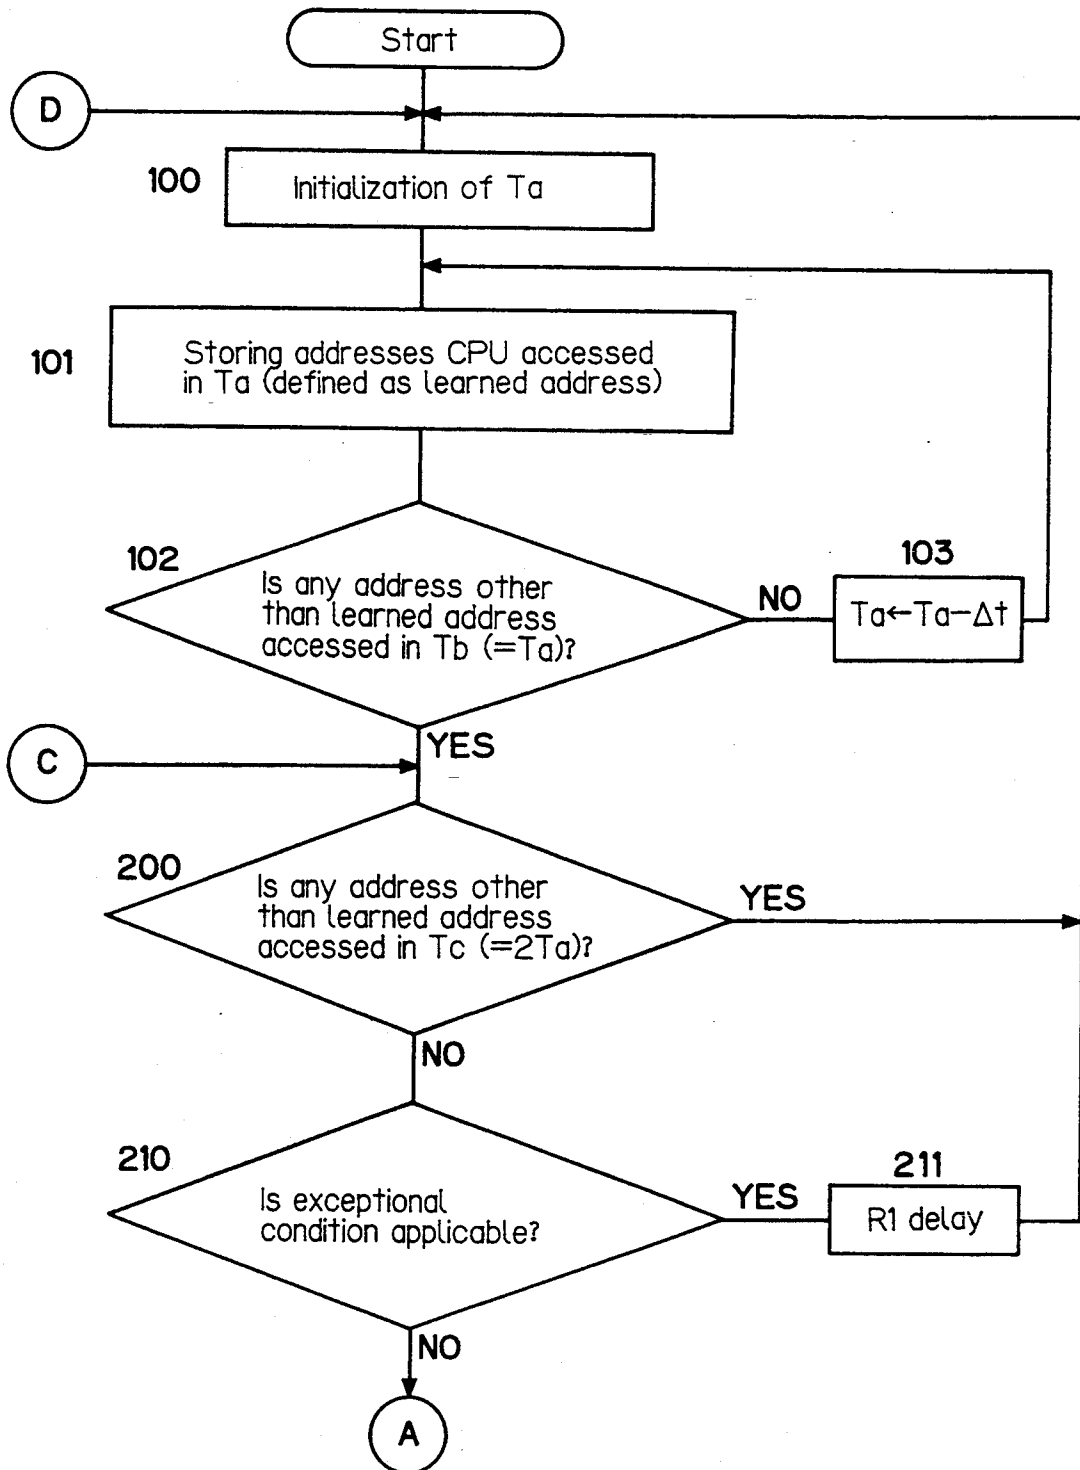 Start
D
100
Initialization of Ta
101
Storing addresses CPU accessed
in Ta (defined as learned address)
102
Is any address other
than learned address
accessed in Tb (=Ta)?
NO
103
Ta←Ta−Δt
YES
C
200
Is any address other
than learned address
accessed in Tc (=2Ta)?
YES
NO
210
Is exceptional
condition applicable?
YES
211
R1 delay
NO
A